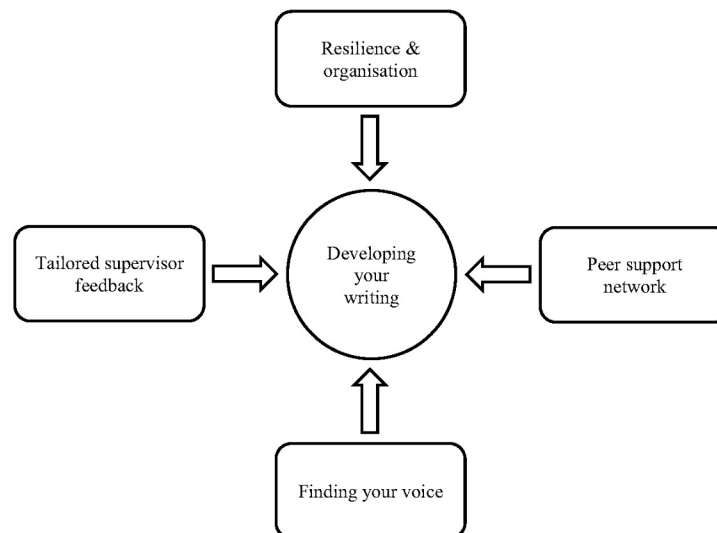 Resilience &
organisation
Tailored supervisor
feedback
Developing
your
writing
Peer support
network
Finding your voice